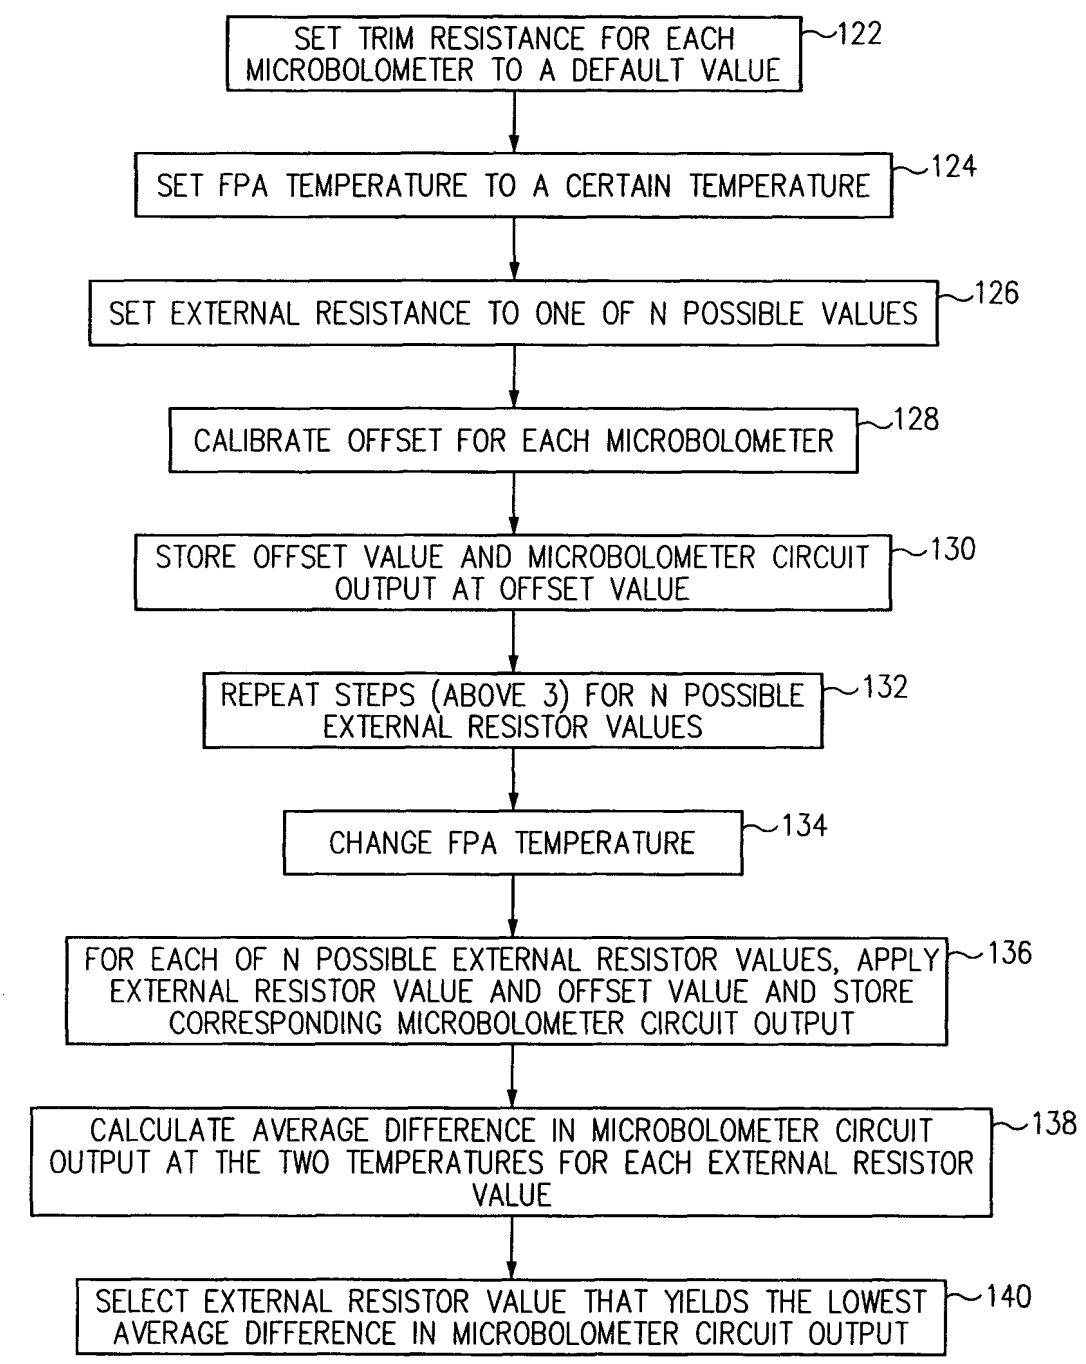 SET TRIM RESISTANCE FOR EACH
MICROBOLOMETER TO A DEFAULT VALUE
122
SET FPA TEMPERATURE TO A CERTAIN TEMPERATURE
124
SET EXTERNAL RESISTANCE TO ONE OF N POSSIBLE VALUES
126
CALIBRATE OFFSET FOR EACH MICROBOLOMETER
128
STORE OFFSET VALUE AND MICROBOLOMETER CIRCUIT
OUTPUT AT OFFSET VALUE
130
REPEAT STEPS (ABOVE 3) FOR N POSSIBLE
EXTERNAL RESISTOR VALUES
132
CHANGE FPA TEMPERATURE
134
FOR EACH OF N POSSIBLE EXTERNAL RESISTOR VALUES, APPLY
EXTERNAL RESISTOR VALUE AND OFFSET VALUE AND STORE
CORRESPONDING MICROBOLOMETER CIRCUIT OUTPUT
136
CALCULATE AVERAGE DIFFERENCE IN MICROBOLOMETER CIRCUIT
OUTPUT AT THE TWO TEMPERATURES FOR EACH EXTERNAL RESISTOR
VALUE
138
SELECT EXTERNAL RESISTOR VALUE THAT YIELDS THE LOWEST
AVERAGE DIFFERENCE IN MICROBOLOMETER CIRCUIT OUTPUT
140